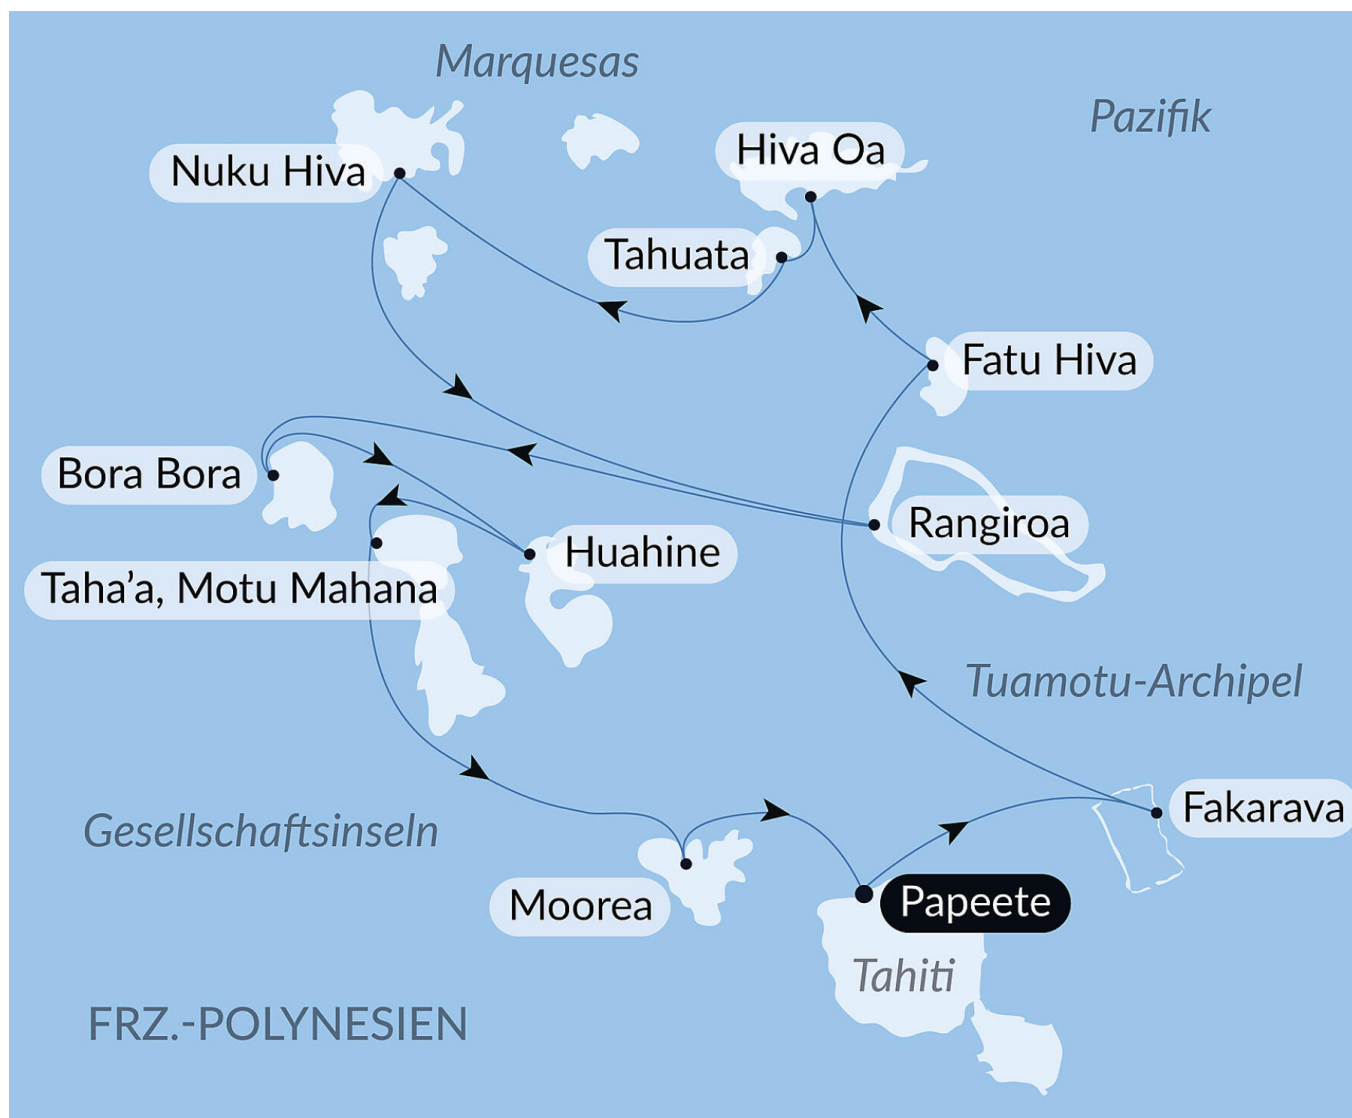 Marquesas
Pazifik
Hiva Oa
Nuku Hiva
Tahuata
Fatu Hiva
Bora Bora
Rangiroa
Huahine
Taha’a, Motu Mahana
Tuamotu-Archipel
Fakarava
Gesellschaftsinseln
Moorea
Papeete
Tahiti
FRZ.-POLYNESIEN